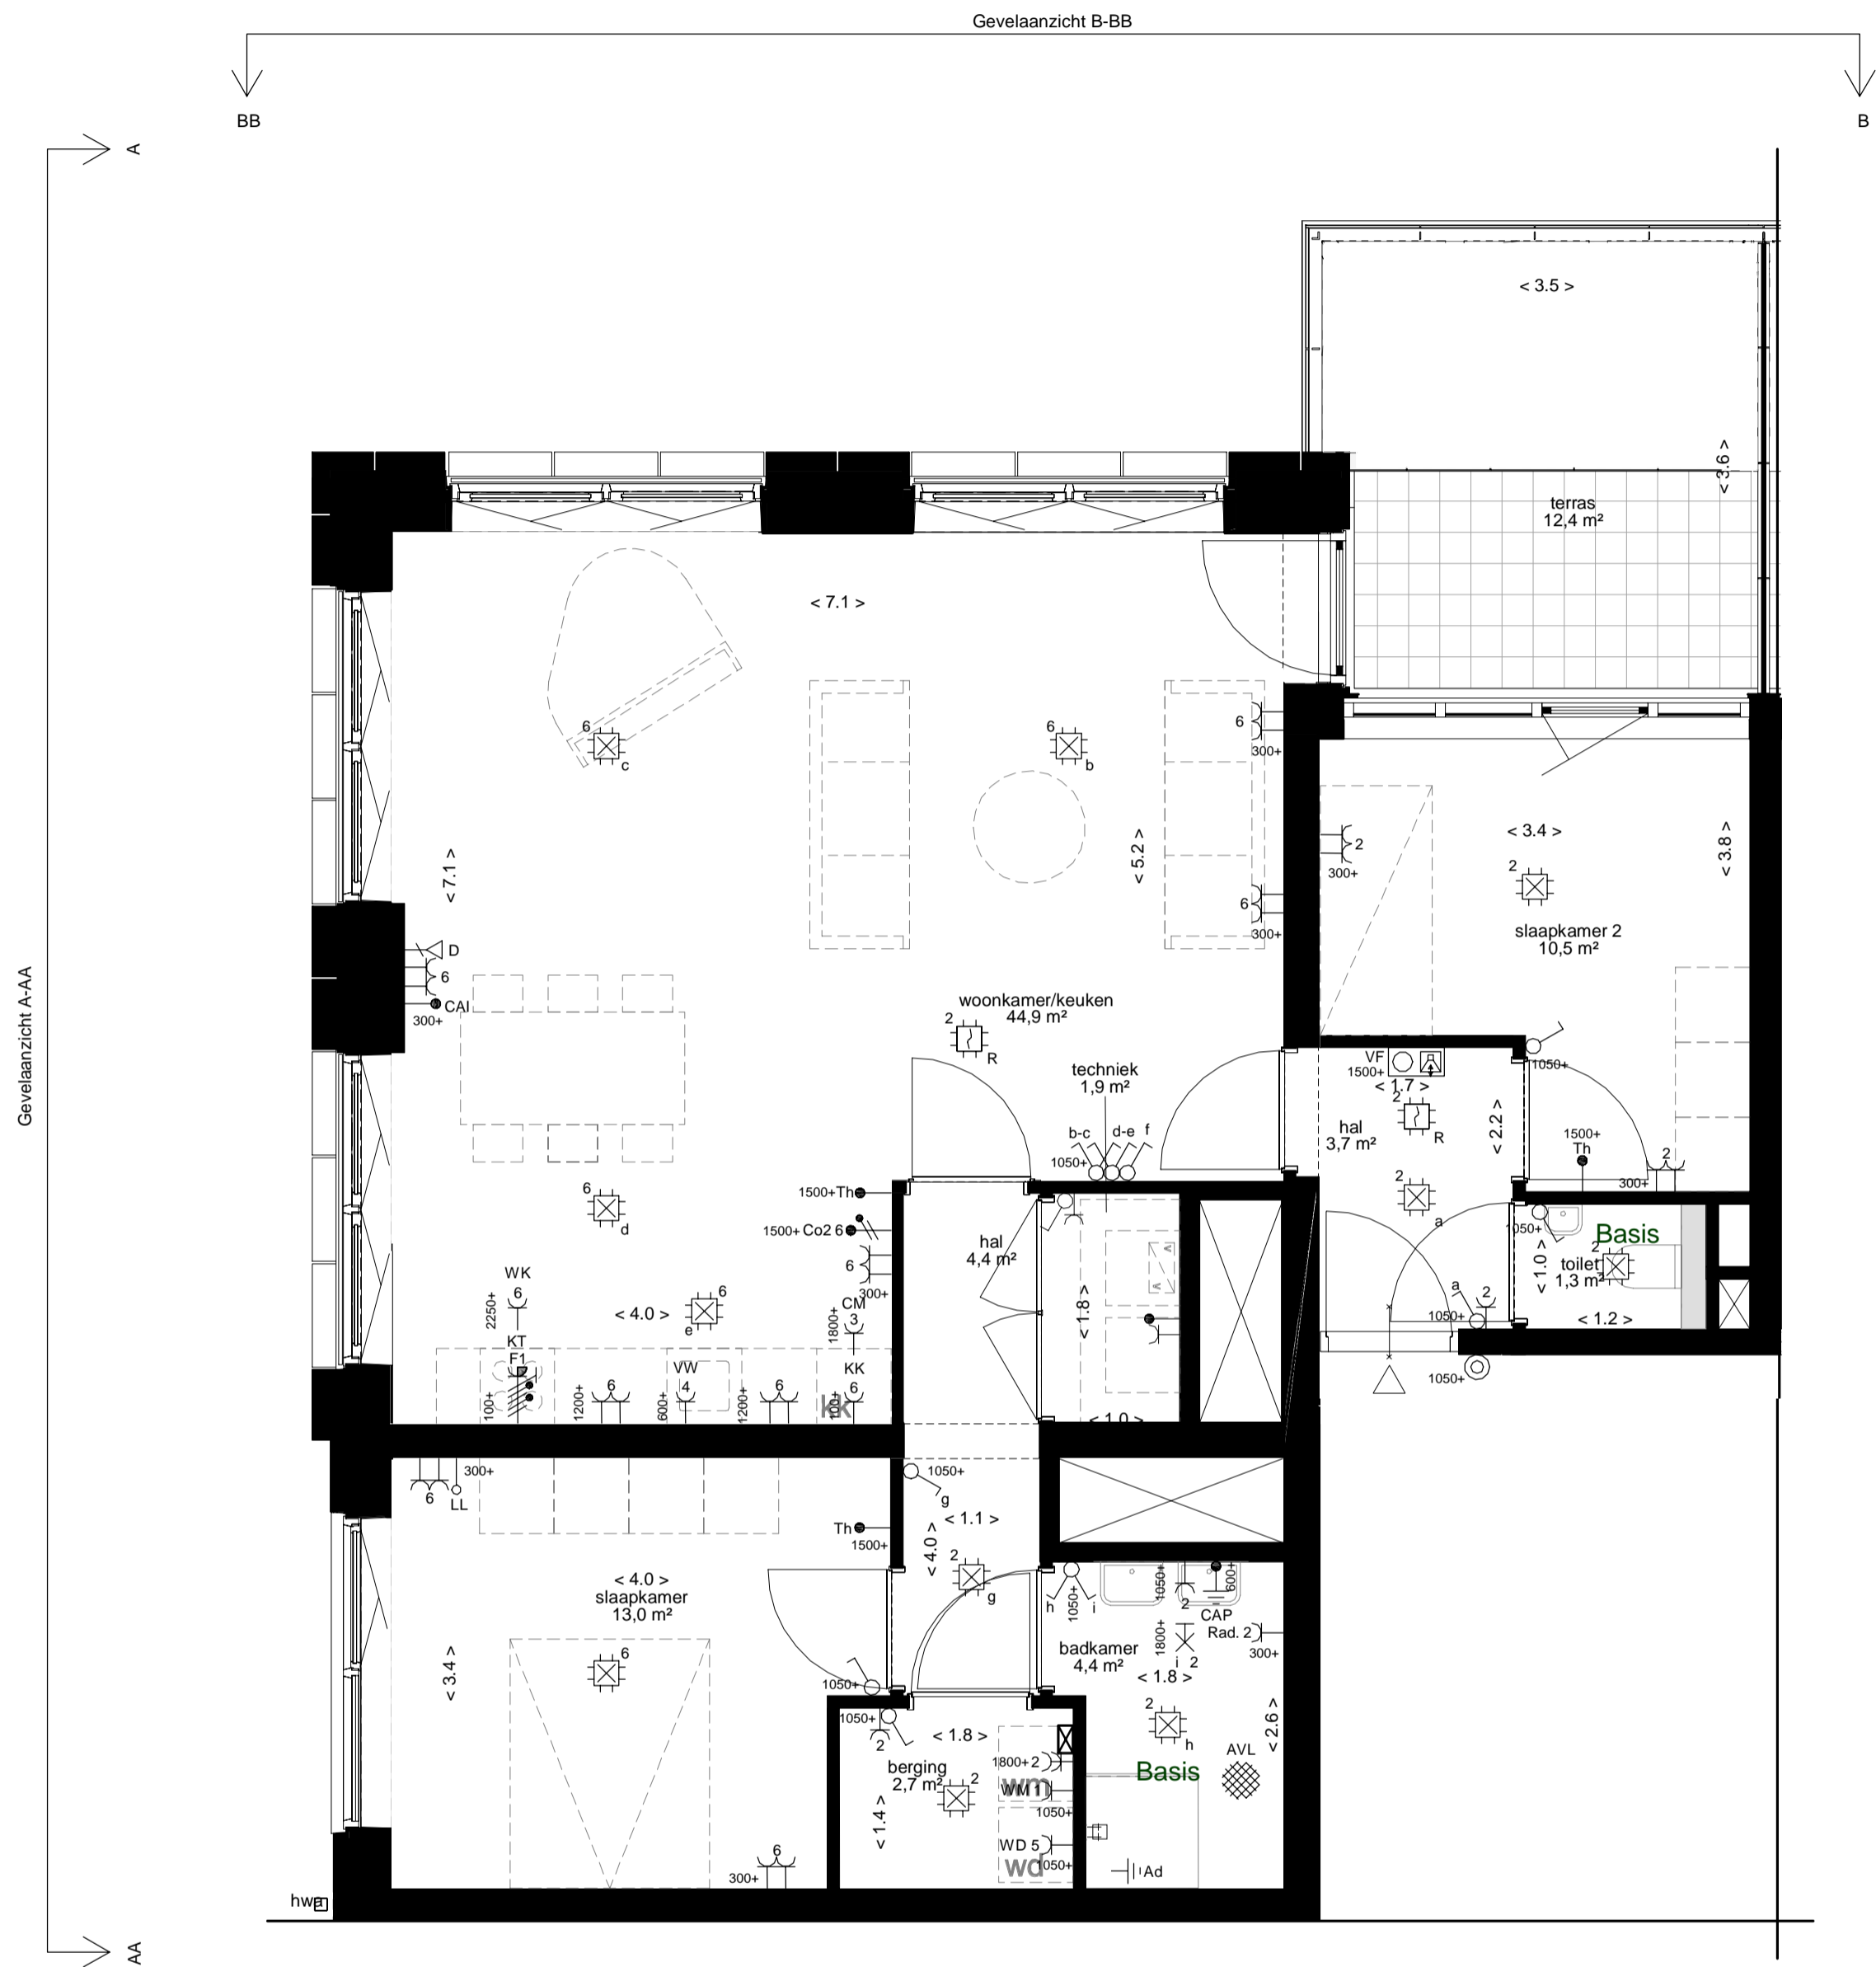 Gevelaanzicht B-BB
BB
B
A
Gevelaanzicht A-AA
AA
< 3.5 >
< 3.6 >
terras
12,4 m²
< 7.1 >
6
c
6
b
6
300+
< 7.1 >
< 5.2 >
6
300+
< 3.4 >
< 3.8 >
2
300+
2
slaapkamer 2
10,5 m²
D
6
CAI
300+
woonkamer/keuken
44,9 m²
2
R
techniek
1,9 m²
b-c
d-e
f
1050+
VF
1500+
< 1.7 >
2
R
hal
3,7 m²
< 2.2 >
1050+
1500+
Th
2
300+
6
d
1500+Th
1500+ Co2 6
6
300+
hal
4,4 m²
2
a
1050+
Basis
2
toilet
1,3 m²
< 1.0 >
< 1.2 >
a
2
1050+
1050+
WK
6
2250+
KT
F1
100+
< 4.0 >
6
e
CM
3
1800+
< 1.8 >
6
1200+
VW
4
600+
1200+
6
KK
6
100+
kk
< 1.0 >
300+
6
LL
1050+
g
< 1.1 >
< 4.0 >
Th
1500+
2
g
< 4.0 >
slaapkamer
13,0 m²
6
< 3.4 >
1050+
h
1050+
i
1050+
2
600+
CAP
Rad. 2
300+
1800+
i 2
badkamer
4,4 m²
< 1.8 >
2
h
< 2.6 >
AVL
Basis
1050+
2
< 1.8 >
berging
2,7 m²
2
< 1.4 >
1800+ 2
WM 1
wm
1050+
WD 5
wd
1050+
Ad
6
300+
hwa